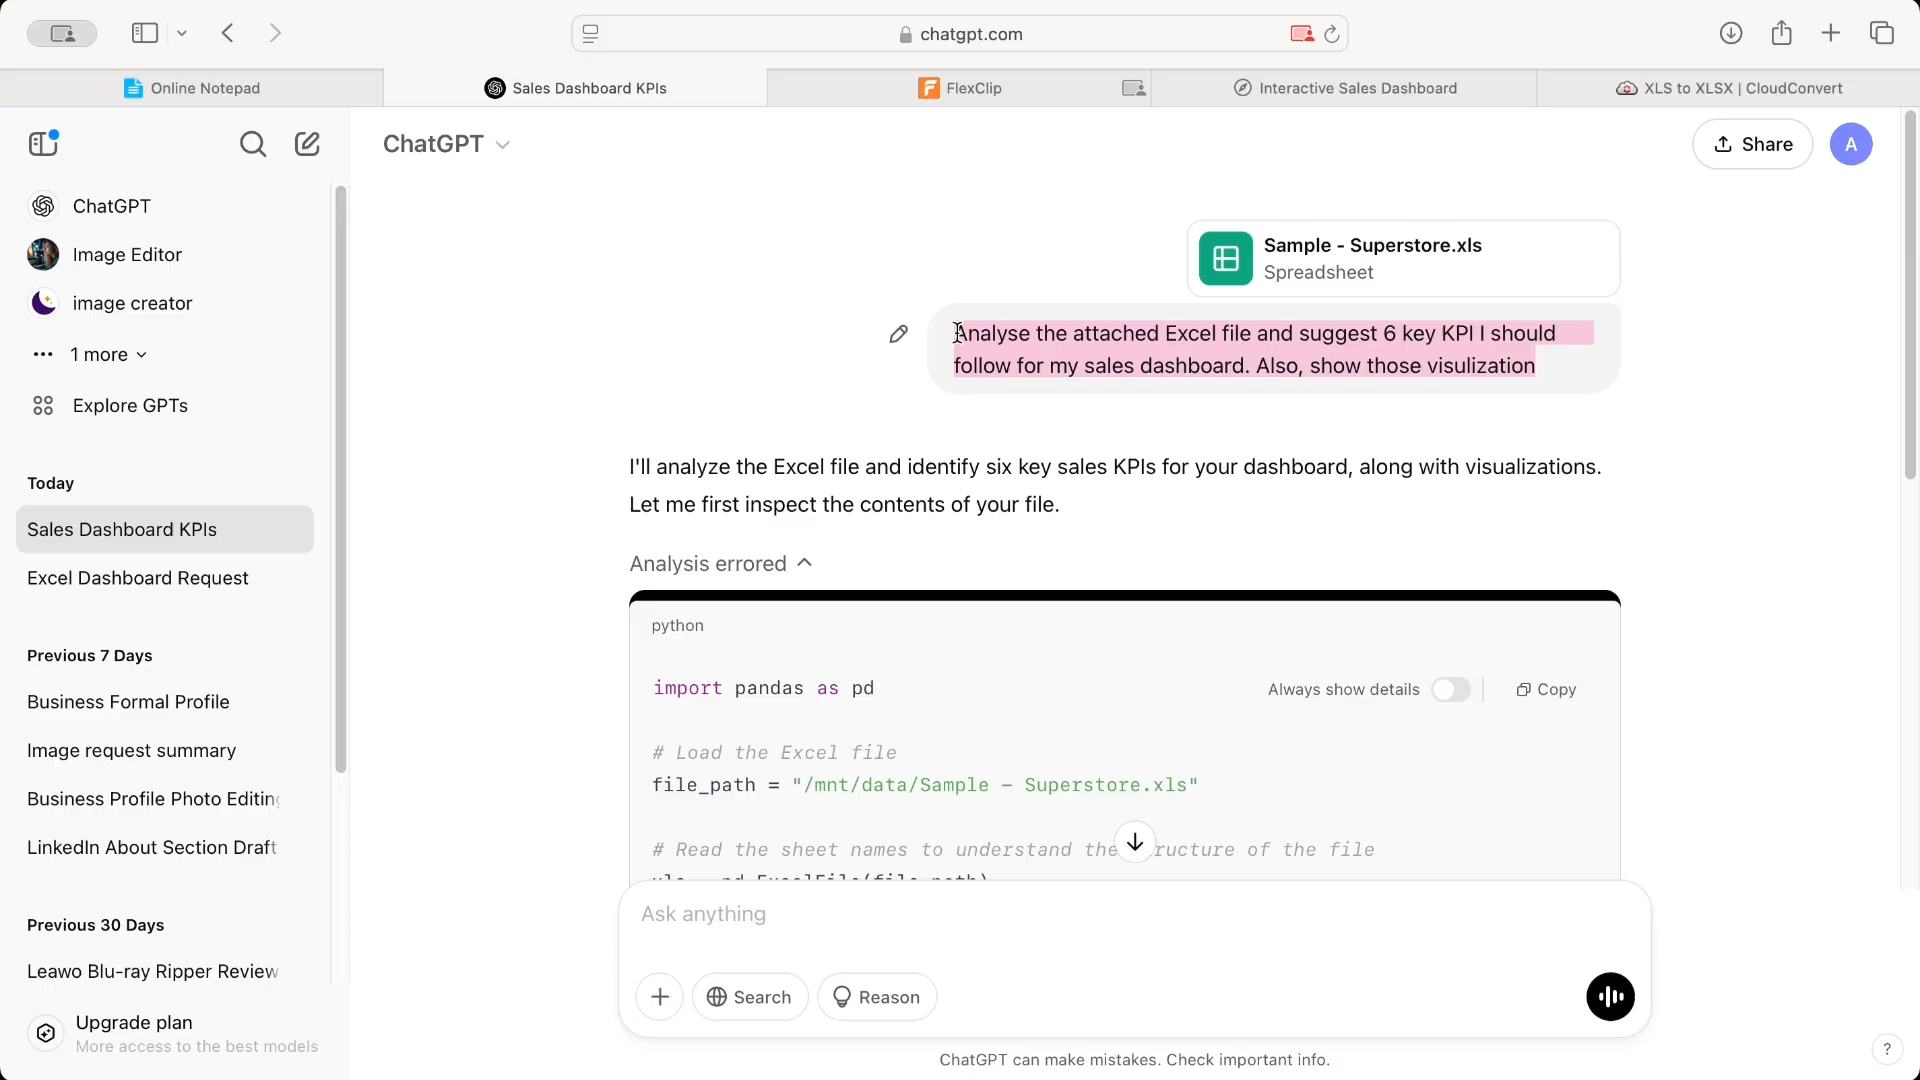 chatgpt.com
Online Notepad
Sales Dashboard KPIs
FlexClip
Interactive Sales Dashboard
XLS to XLSX | CloudConvert
ChatGPT
Share
A
ChatGPT
Image Editor
image creator
1 more
Explore GPTs
Today
Sales Dashboard KPIs
Excel Dashboard Request
Previous 7 Days
Business Formal Profile
Image request summary
Business Profile Photo Editing
LinkedIn About Section Draft
Previous 30 Days
Leawo Blu-ray Ripper Review
Upgrade plan
More access to the best models
Sample - Superstore.xls
Spreadsheet
Analyse the attached Excel file and suggest 6 key KPI I should
follow for my sales dashboard. Also, show those visulization
I'll analyze the Excel file and identify six key sales KPIs for your dashboard, along with visualizations.
Let me first inspect the contents of your file.
Analysis errored
python
import pandas as pd
Always show details
Copy
# Load the Excel file
file_path = "/mnt/data/Sample - Superstore.xls"
# Read the sheet names to understand the ructure of the file
xls = pd.ExcelFile(file_path)
Ask anything
Search
Reason
ChatGPT can make mistakes. Check important info.
?